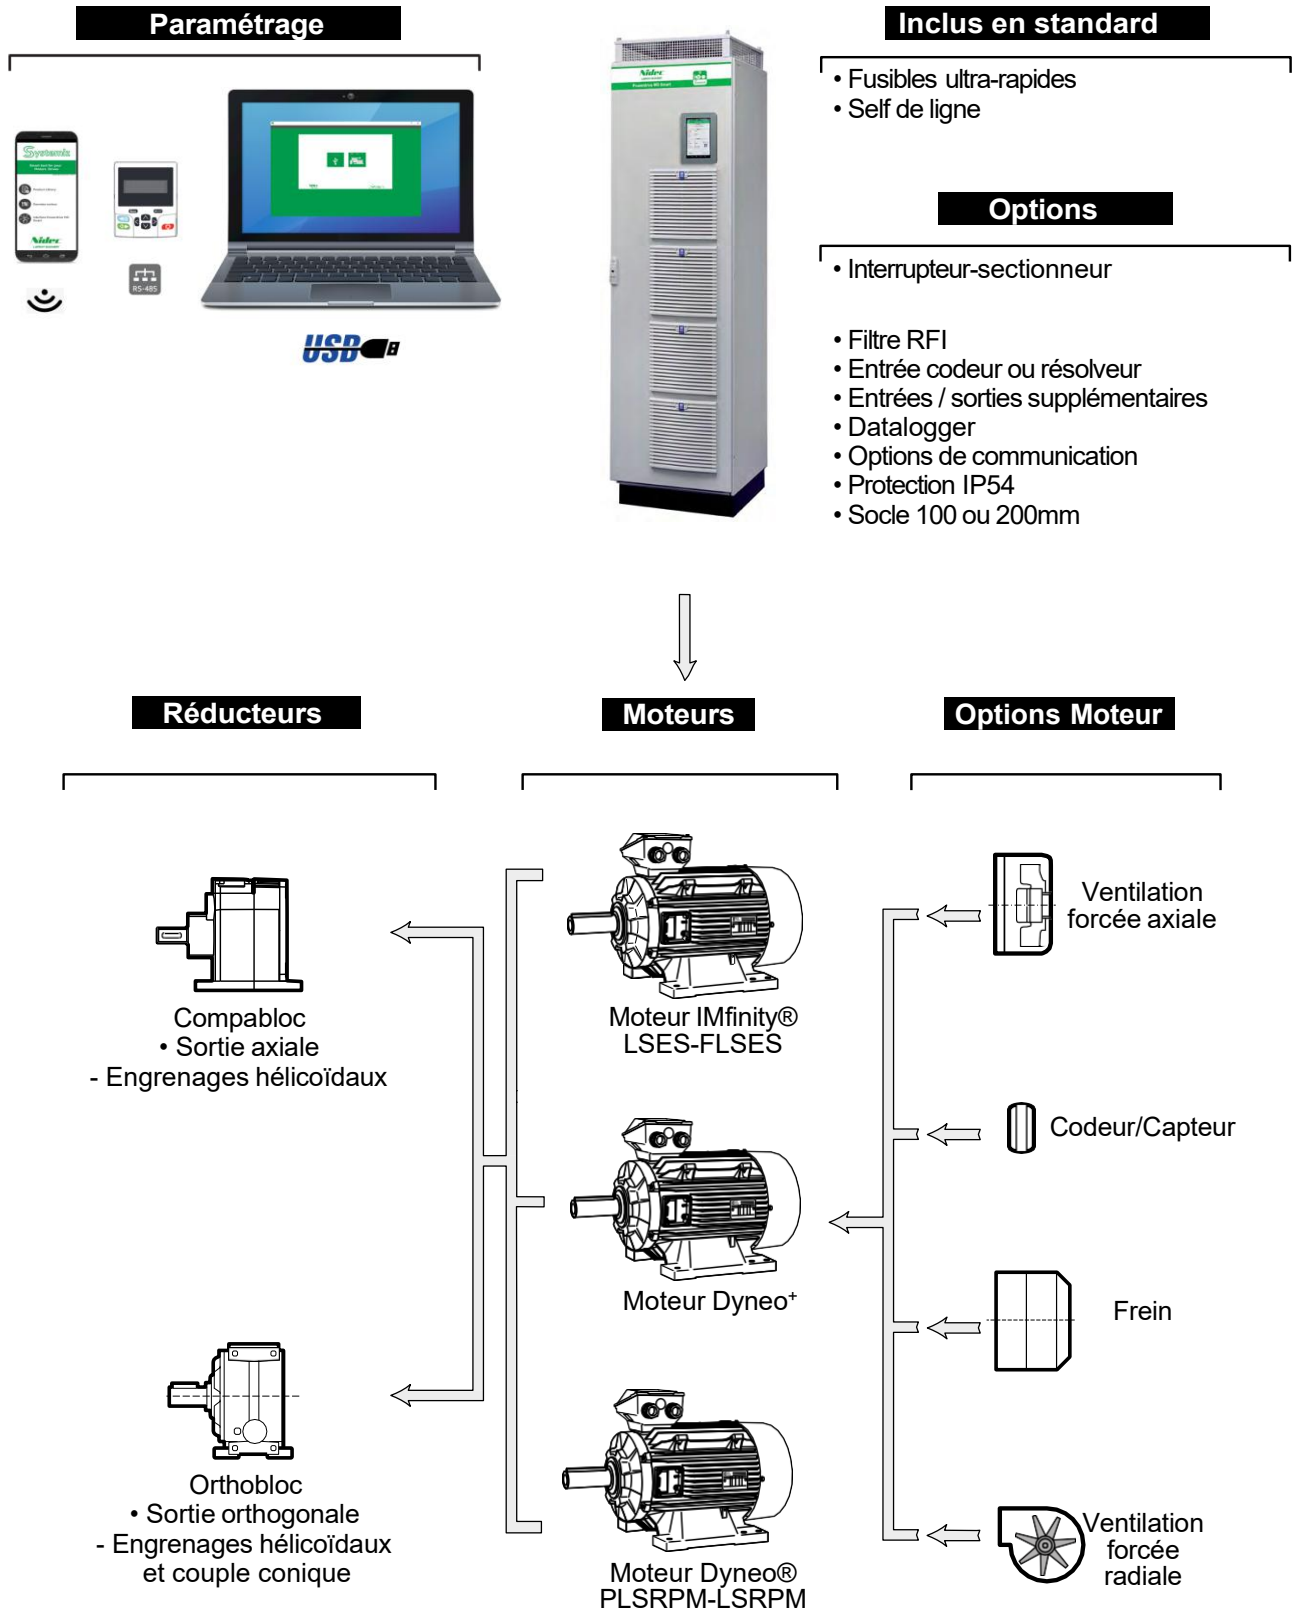 Paramétrage
Inclus en standard
• Fusibles ultra-rapides
• Self de ligne
Options
• Interrupteur-sectionneur
• Filtre RFI
• Entrée codeur ou résolveur
• Entrées / sorties supplémentaires
• Datalogger
• Options de communication
• Protection IP54
• Socle 100 ou 200mm
Systemiz
Nidec
RS-485
USB
Nidec
Réducteurs
Moteurs
Options Moteur
Compabloc
• Sortie axiale
- Engrenages hélicoïdaux
Orthobloc
• Sortie orthogonale
- Engrenages hélicoïdaux
et couple conique
Moteur IMfinity®
LSES-FLSES
Moteur Dyneo+
Moteur Dyneo®
PLSRPM-LSRPM
Ventilation
forcée axiale
Codeur/Capteur
Frein
Ventilation
forcée
radiale